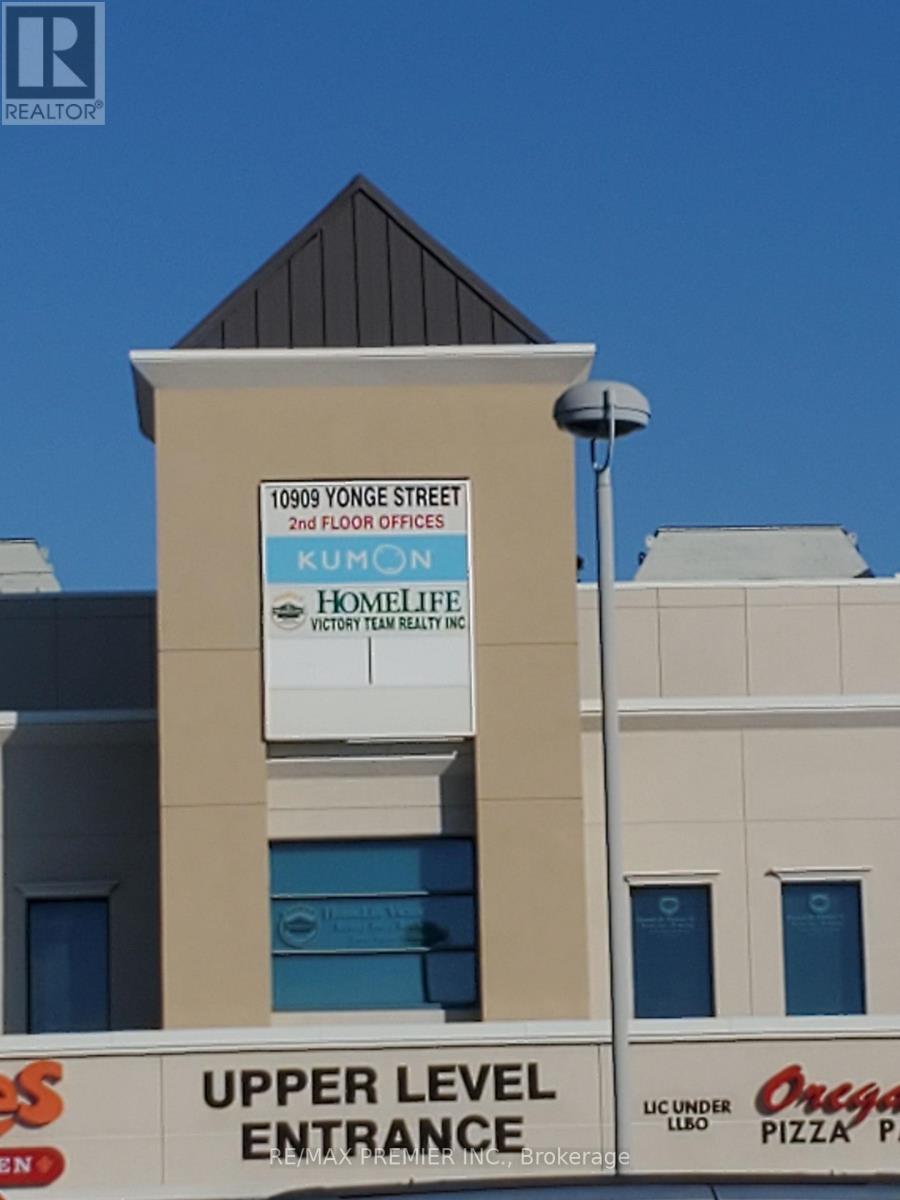 REALTOR®
10909 YONGE STREET
2nd FLOOR OFFICES
KUMON
HOMELIFE
VICTORY TEAM REALTY INC
UPPER LEVEL
ENTRANCE
LIC UNDER
LLBO
PIZZA
RE/MAX PREMIER INC., Brokerage